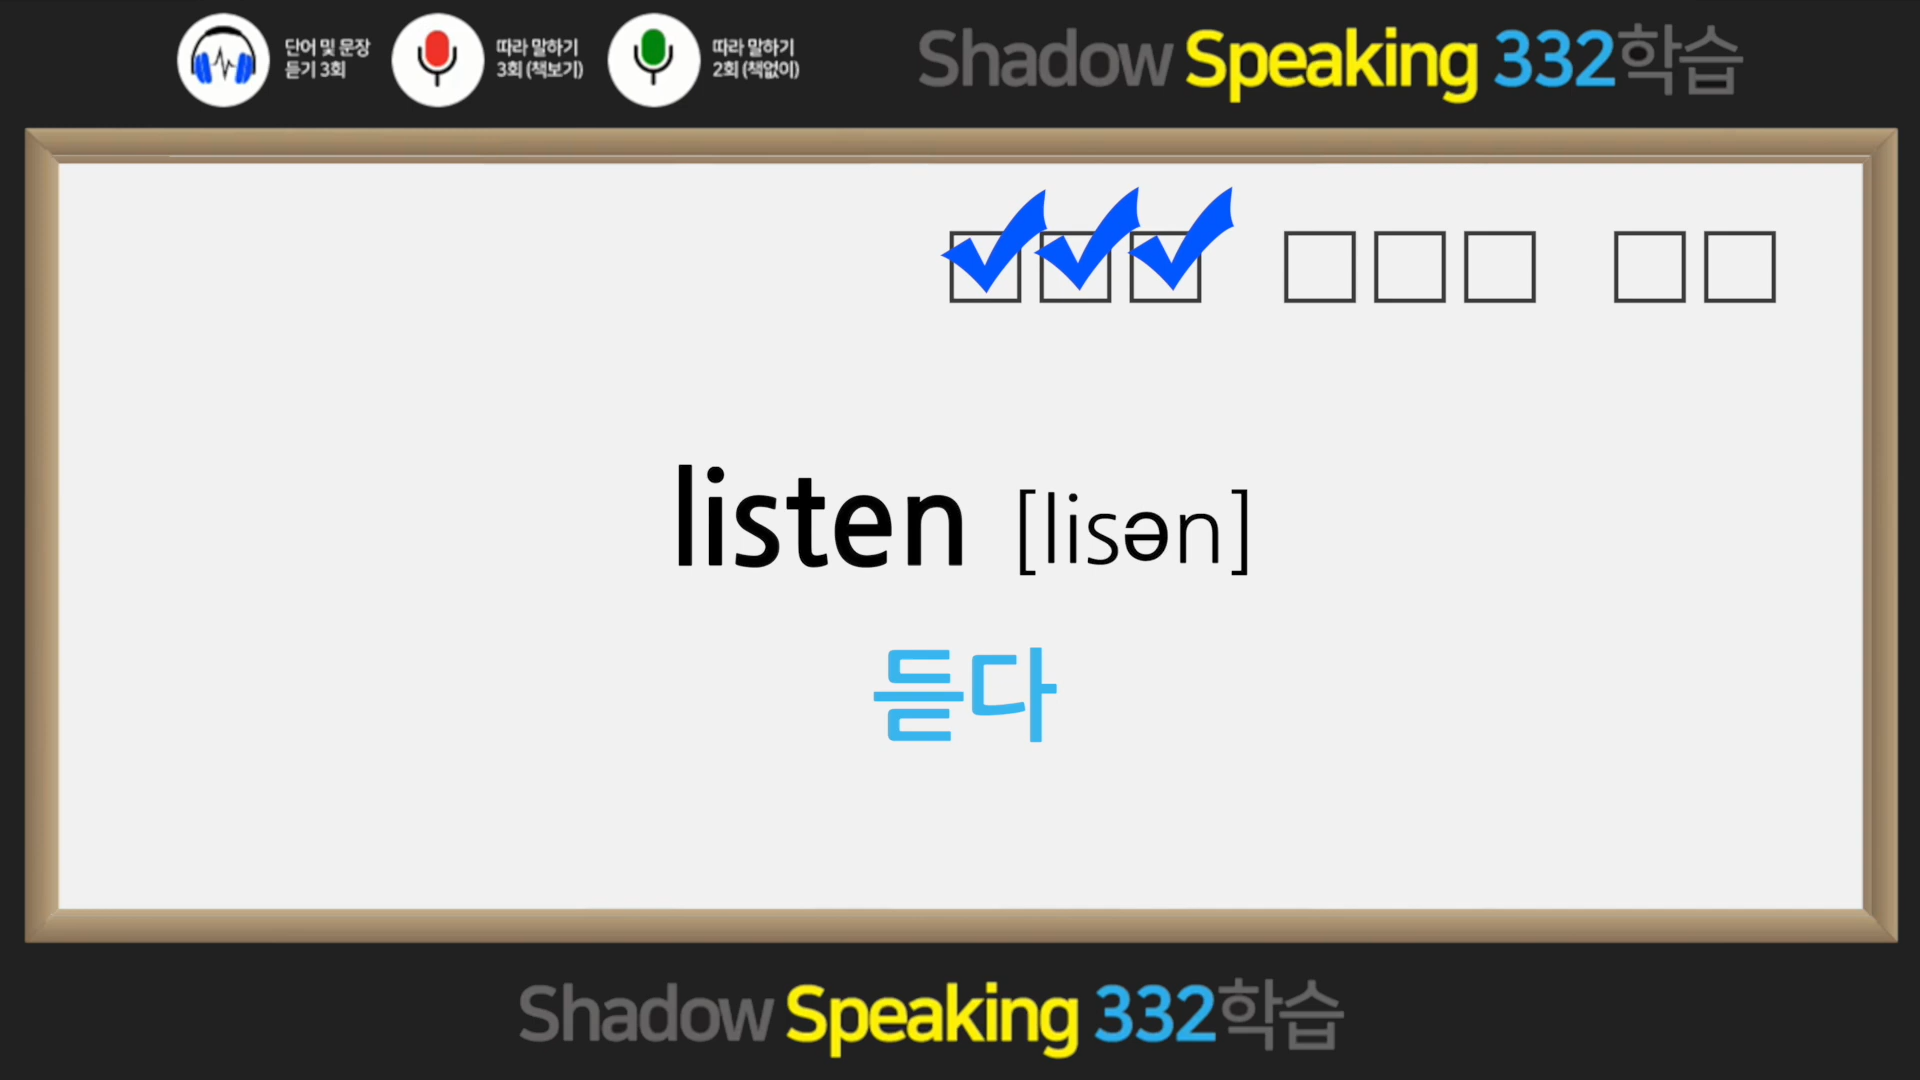 단어 및 문장
듣기 3회
따라 말하기
3회 (책보기)
따라 말하기
2회 (책없이)
Shadow Speaking 332학습
listen [lisən]
듣다
Shadow Speaking 332학습